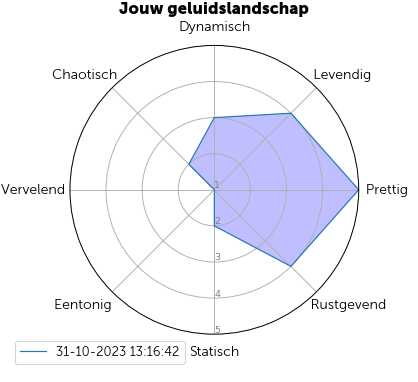 Jouw geluidslandschap
Dynamisch
Chaotisch
Levendig
Vervelend
1
Prettig
2
3
4
5
Eentonig
Rustgevend
31-10-2023 13:16:42
Statisch